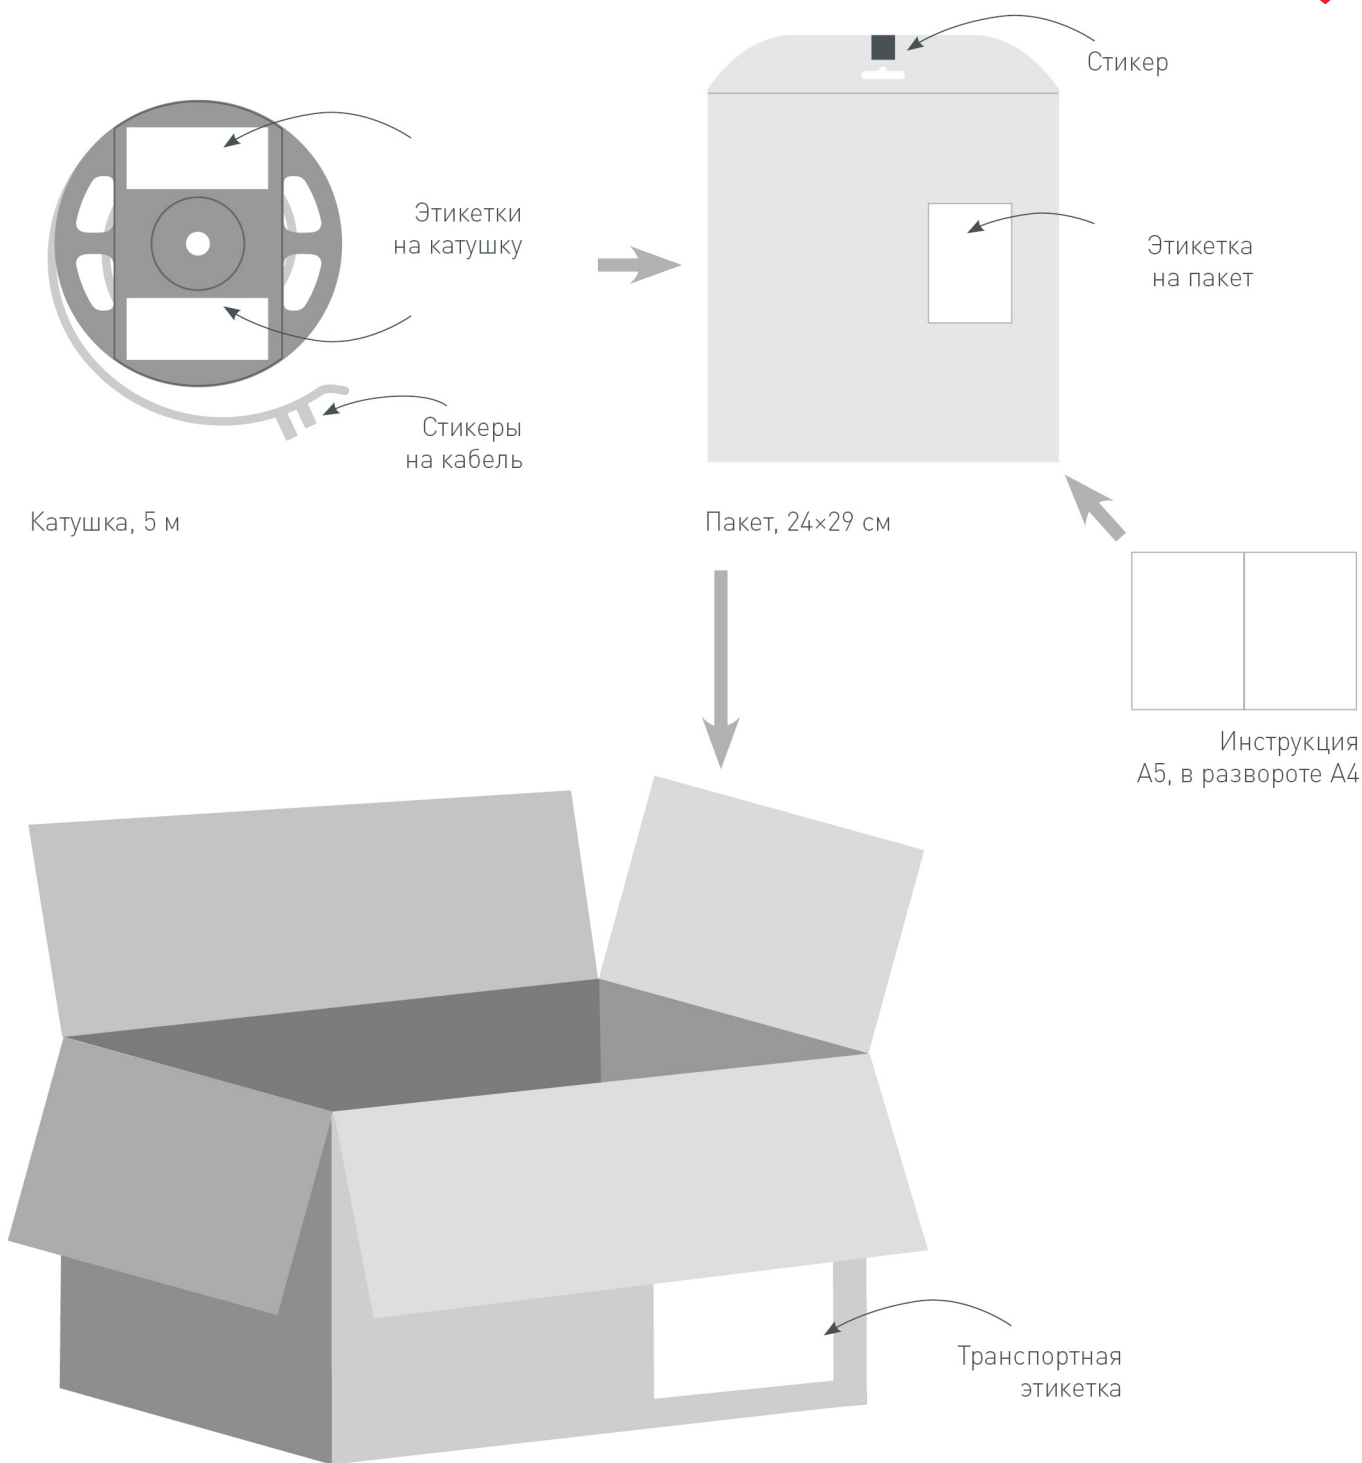 Стикер
Этикетки
на катушку
Этикетка
на пакет
Стикеры
на кабель
Катушка, 5 м
Пакет, 24×29 см
Инструкция
А5, в развороте А4
Транспортная
этикетка